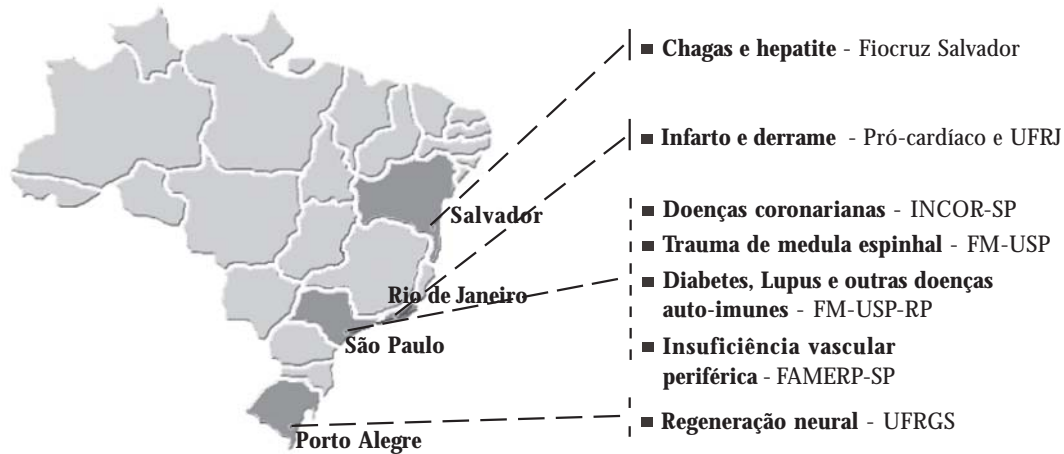 ■ Chagas e hepatite - Fiocruz Salvador
■ Infarto e derrame - Pró-cardíaco e UFRJ
Salvador
■ Doenças coronarianas - INCOR-SP
■ Trauma de medula espinhal - FM-USP
Rio de Janeiro
■ Diabetes, Lupus e outras doenças
auto-imunes - FM-USP-RP
São Paulo
■ Insuficiência vascular
periférica - FAMERP-SP
■ Regeneração neural - UFRGS
Porto Alegre